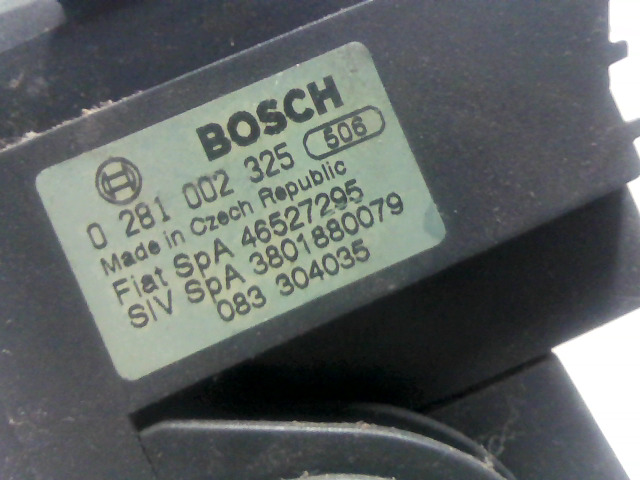 BOSCH
0 281 002 325 506
Made in Czech Republic
Fiat SpA 46527295
SIV SpA 3801880079
083 304035